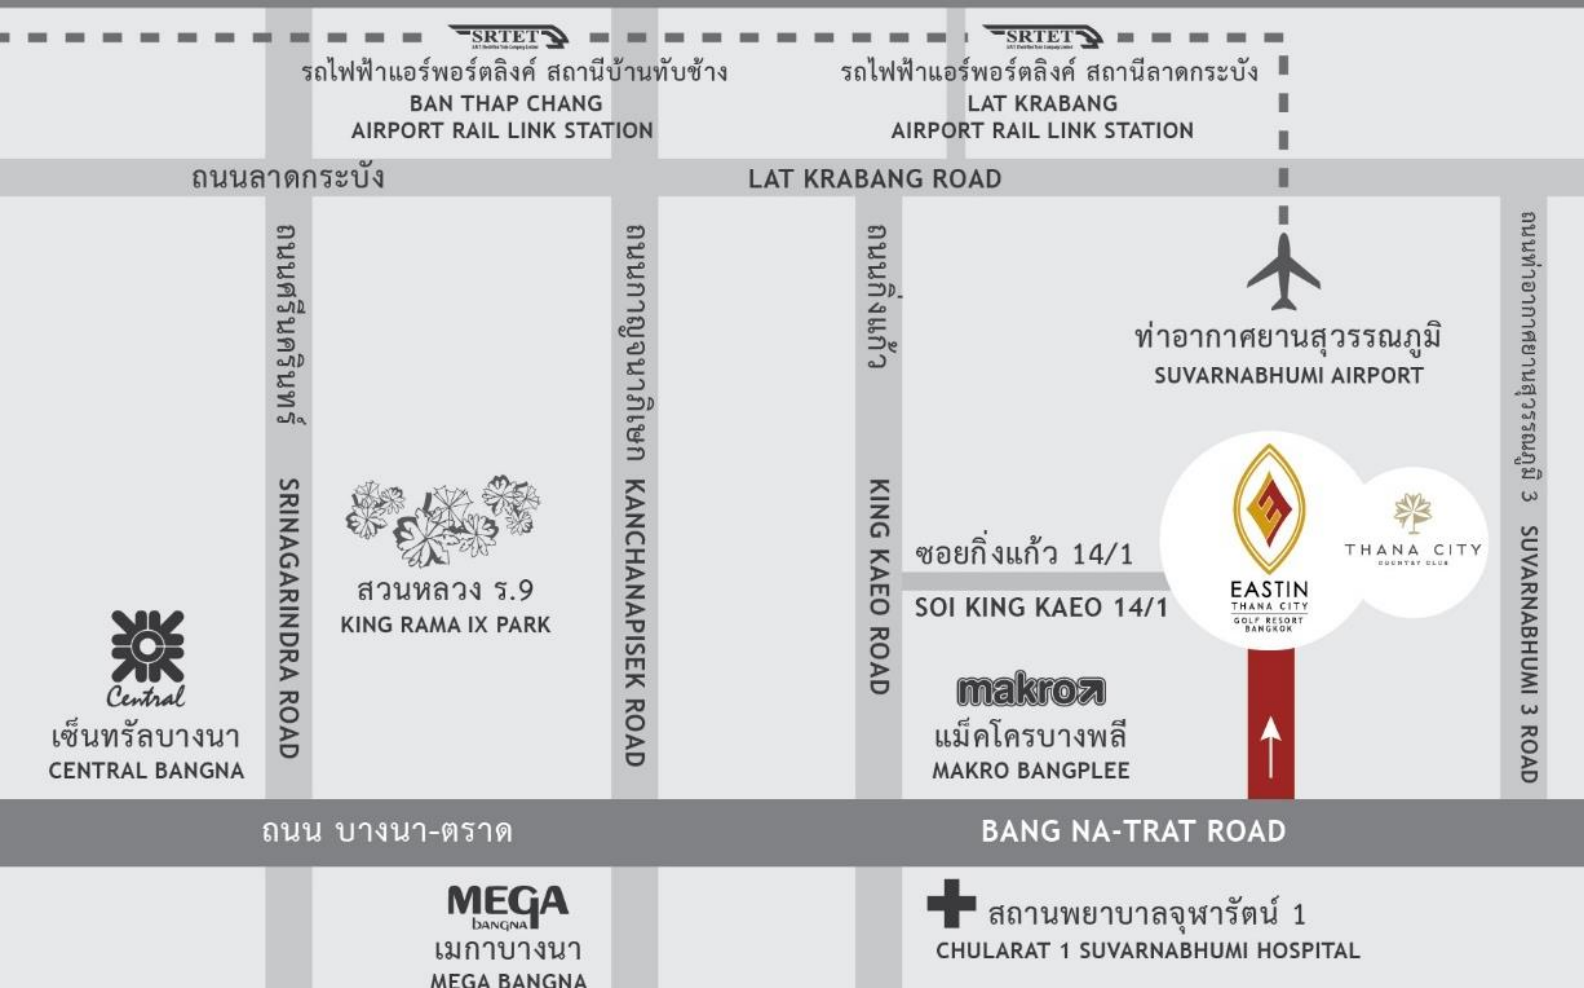 SRTET
SRTET
รถไฟฟ้าแอร์พอร์ตลิงค์ สถานีบ้านทับช้าง
BAN THAP CHANG
AIRPORT RAIL LINK STATION
รถไฟฟ้าแอร์พอร์ตลิงค์ สถานีลาดกระบัง
LAT KRABANG
AIRPORT RAIL LINK STATION
ถนนลาดกระบัง
LAT KRABANG ROAD
ถนนศรีนครินทร์ SRINAGARINDRA ROAD
ถนนกาญจนาภิเษก KANCHANAPISEK ROAD
ถนนกิ่งแก้ว KING KAEO ROAD
ท่าอากาศยานสุวรรณภูมิ
SUVARNABHUMI AIRPORT
ถนนท่าอากาศยานสุวรรณภูมิ 3 SUVARNABHUMI 3 ROAD
สวนหลวง ร.9
KING RAMA IX PARK
ซอยกิ่งแก้ว 14/1
SOI KING KAEO 14/1
EASTIN
THANA CITY
GOLF RESORT
BANGKOK
THANA CITY
COUNTRY CLUB
Central
เซ็นทรัลบางนา
CENTRAL BANGNA
makro
แม็คโครบางพลี
MAKRO BANGPLEE
ถนน บางนา-ตราด
BANG NA-TRAT ROAD
MEGA
BANGNA
เมกาบางนา
MEGA BANGNA
สถานพยาบาลจุฬารัตน์ 1
CHULARAT 1 SUVARNABHUMI HOSPITAL